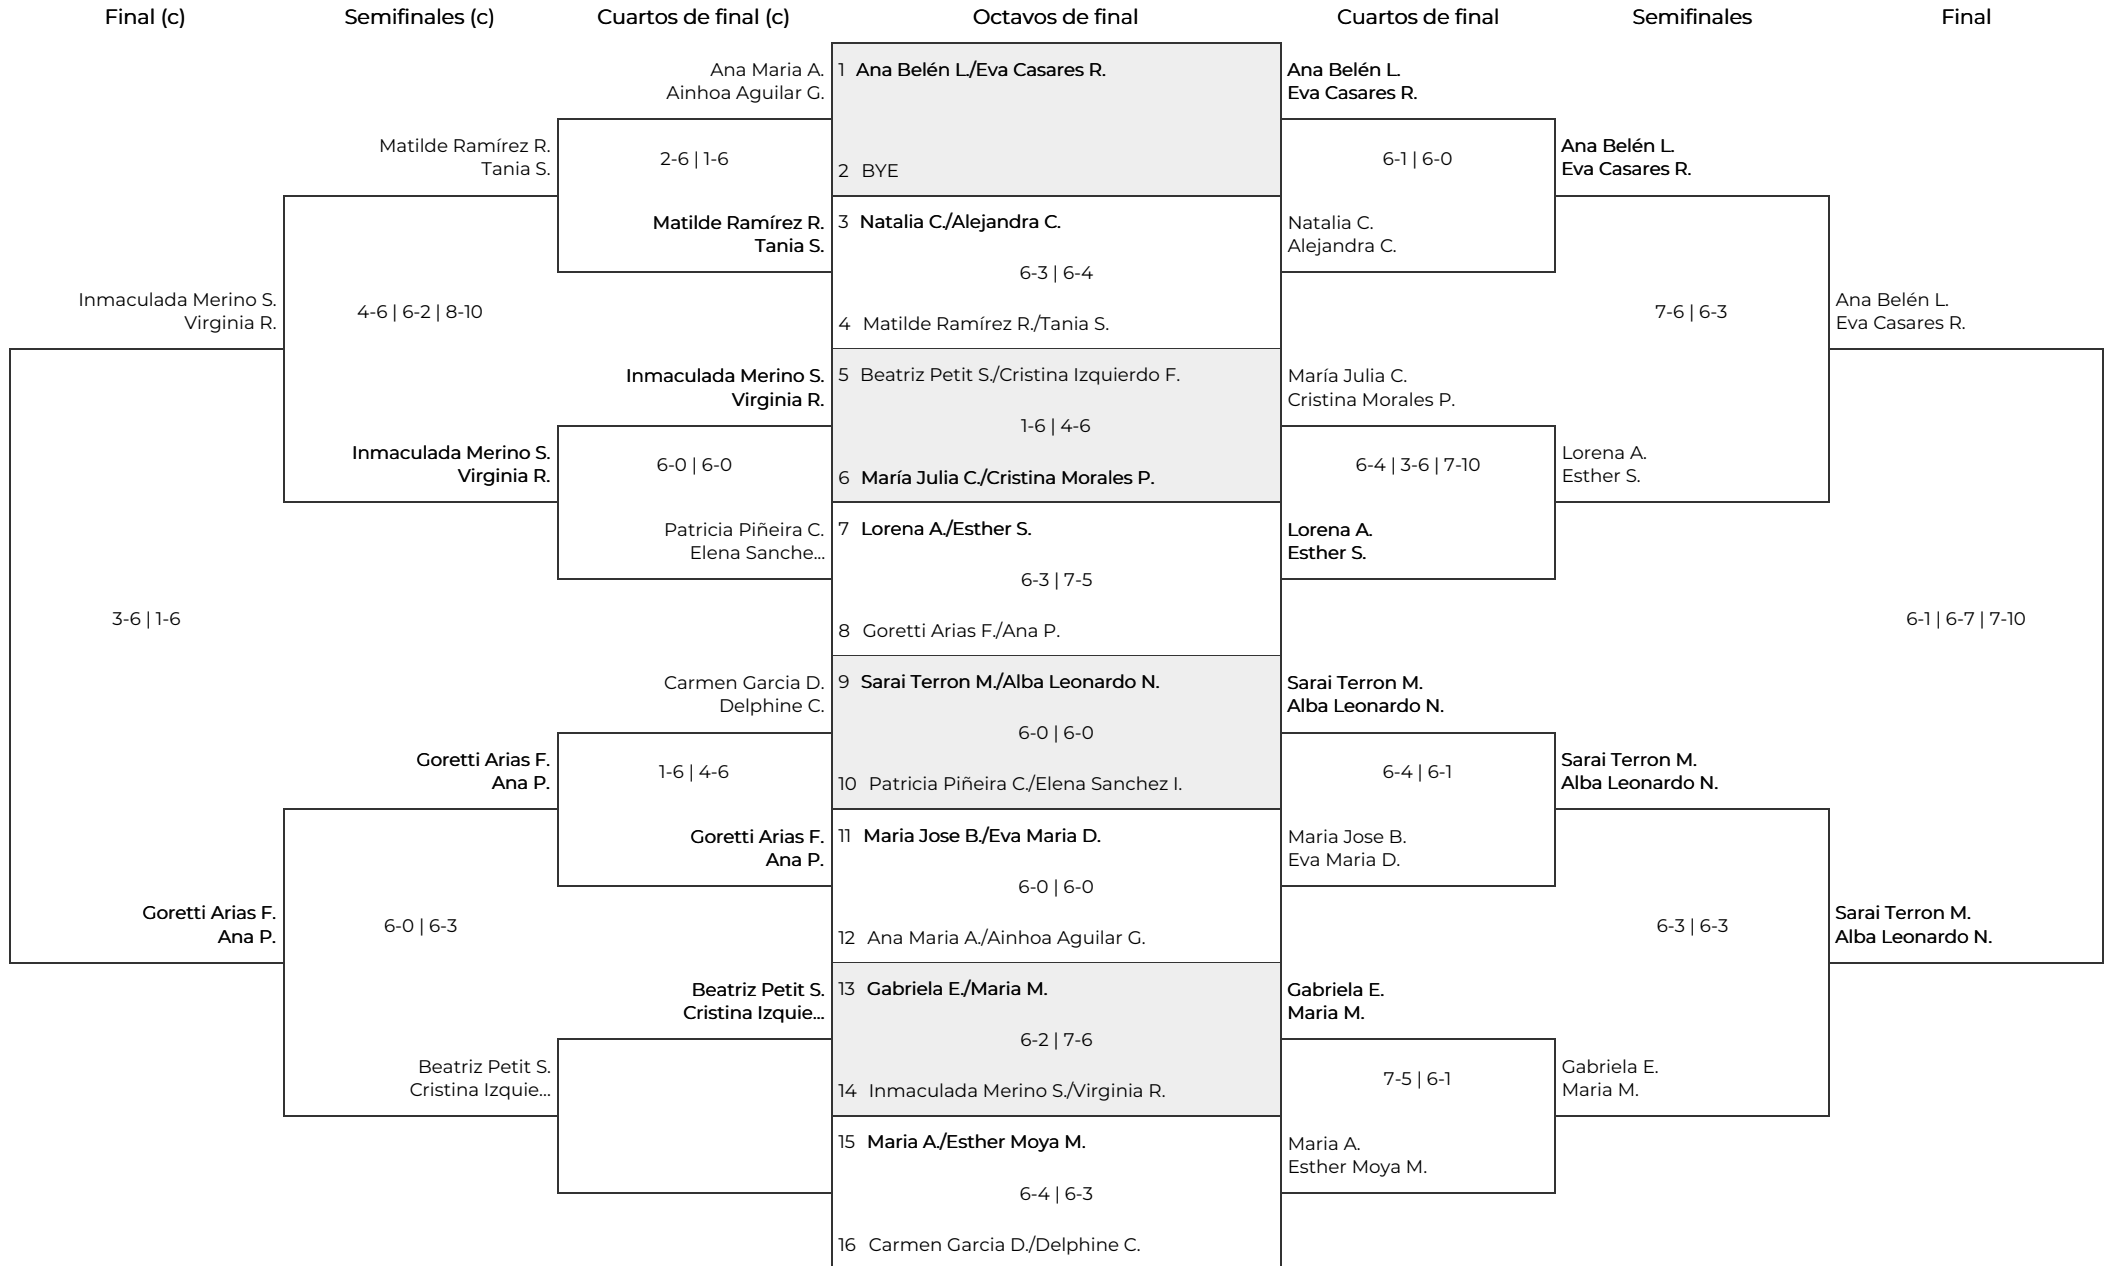 Final (c)
Semifinales (c)
Cuartos de final (c)
Octavos de final
Cuartos de final
Semifinales
Final
Inmaculada Merino S.
Virginia R.
3-6 | 1-6
Goretti Arias F.
Ana P.
Matilde Ramírez R.
Tania S.
4-6 | 6-2 | 8-10
Inmaculada Merino S.
Virginia R.
Goretti Arias F.
Ana P.
6-0 | 6-3
Beatriz Petit S.
Cristina Izquie...
Ana Maria A.
Ainhoa Aguilar G.
2-6 | 1-6
Matilde Ramírez R.
Tania S.
Inmaculada Merino S.
Virginia R.
6-0 | 6-0
Patricia Piñeira C.
Elena Sanche...
Carmen Garcia D.
Delphine C.
1-6 | 4-6
Goretti Arias F.
Ana P.
Beatriz Petit S.
Cristina Izquie...
1 Ana Belén L./Eva Casares R.
2 BYE
3 Natalia C./Alejandra C.
6-3 | 6-4
4 Matilde Ramírez R./Tania S.
5 Beatriz Petit S./Cristina Izquierdo F.
1-6 | 4-6
6 María Julia C./Cristina Morales P.
7 Lorena A./Esther S.
6-3 | 7-5
8 Goretti Arias F./Ana P.
9 Sarai Terron M./Alba Leonardo N.
6-0 | 6-0
10 Patricia Piñeira C./Elena Sanchez I.
11 Maria Jose B./Eva Maria D.
6-0 | 6-0
12 Ana Maria A./Ainhoa Aguilar G.
13 Gabriela E./Maria M.
6-2 | 7-6
14 Inmaculada Merino S./Virginia R.
15 Maria A./Esther Moya M.
6-4 | 6-3
16 Carmen Garcia D./Delphine C.
Ana Belén L.
Eva Casares R.
6-1 | 6-0
Natalia C.
Alejandra C.
María Julia C.
Cristina Morales P.
6-4 | 3-6 | 7-10
Lorena A.
Esther S.
Sarai Terron M.
Alba Leonardo N.
6-4 | 6-1
Maria Jose B.
Eva Maria D.
Gabriela E.
Maria M.
7-5 | 6-1
Maria A.
Esther Moya M.
Ana Belén L.
Eva Casares R.
7-6 | 6-3
Lorena A.
Esther S.
Sarai Terron M.
Alba Leonardo N.
6-3 | 6-3
Gabriela E.
Maria M.
Ana Belén L.
Eva Casares R.
6-1 | 6-7 | 7-10
Sarai Terron M.
Alba Leonardo N.